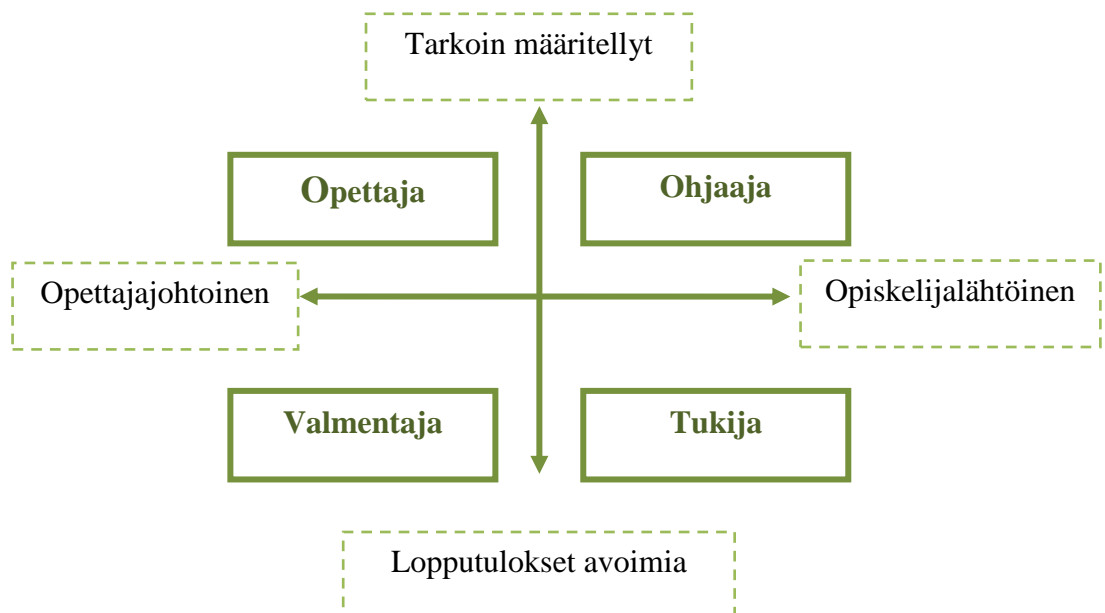 Tarkoin määritellyt
Opettaja
Ohjaaja
Opettajajohtoinen
Opiskelijalähtöinen
Valmentaja
Tukija
Lopputulokset avoimia